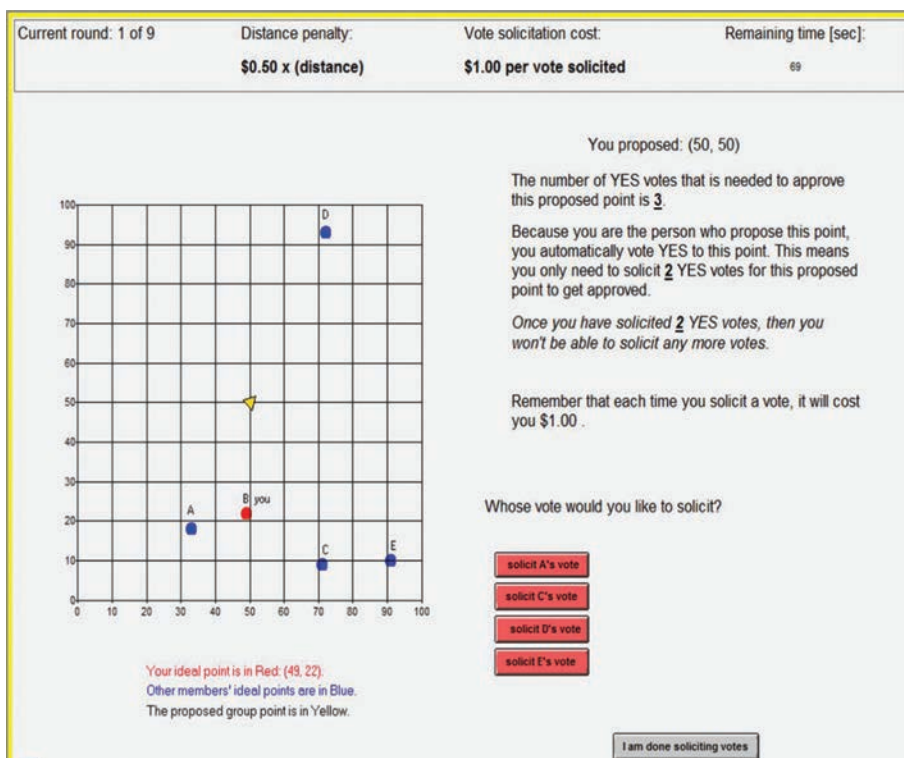 Current round: 1 of 9
Distance penalty:
Vote solicitation cost:
Remaining time [sec]:
$0.50 x (distance)
$1.00 per vote solicited
69
You proposed: (50, 50)
The number of YES votes that is needed to approve
this proposed point is 3.
Because you are the person who propose this point,
you automatically vote YES to this point. This means
you only need to solicit 2 YES votes for this proposed
point to get approved.
Once you have solicited 2 YES votes, then you
won't be able to solicit any more votes.
Remember that each time you solicit a vote, it will cost
you $1.00 .
Whose vote would you like to solicit?
solicit A's vote
solicit C's vote
solicit D's vote
solicit E's vote
I am done soliciting votes
100
90
80
70
60
50
40
30
20
10
0
D
A
B you
C
E
0 10 20 30 40 50 60 70 80 90 100
Your ideal point is in Red: (49, 22).
Other members' ideal points are in Blue.
The proposed group point is in Yellow.